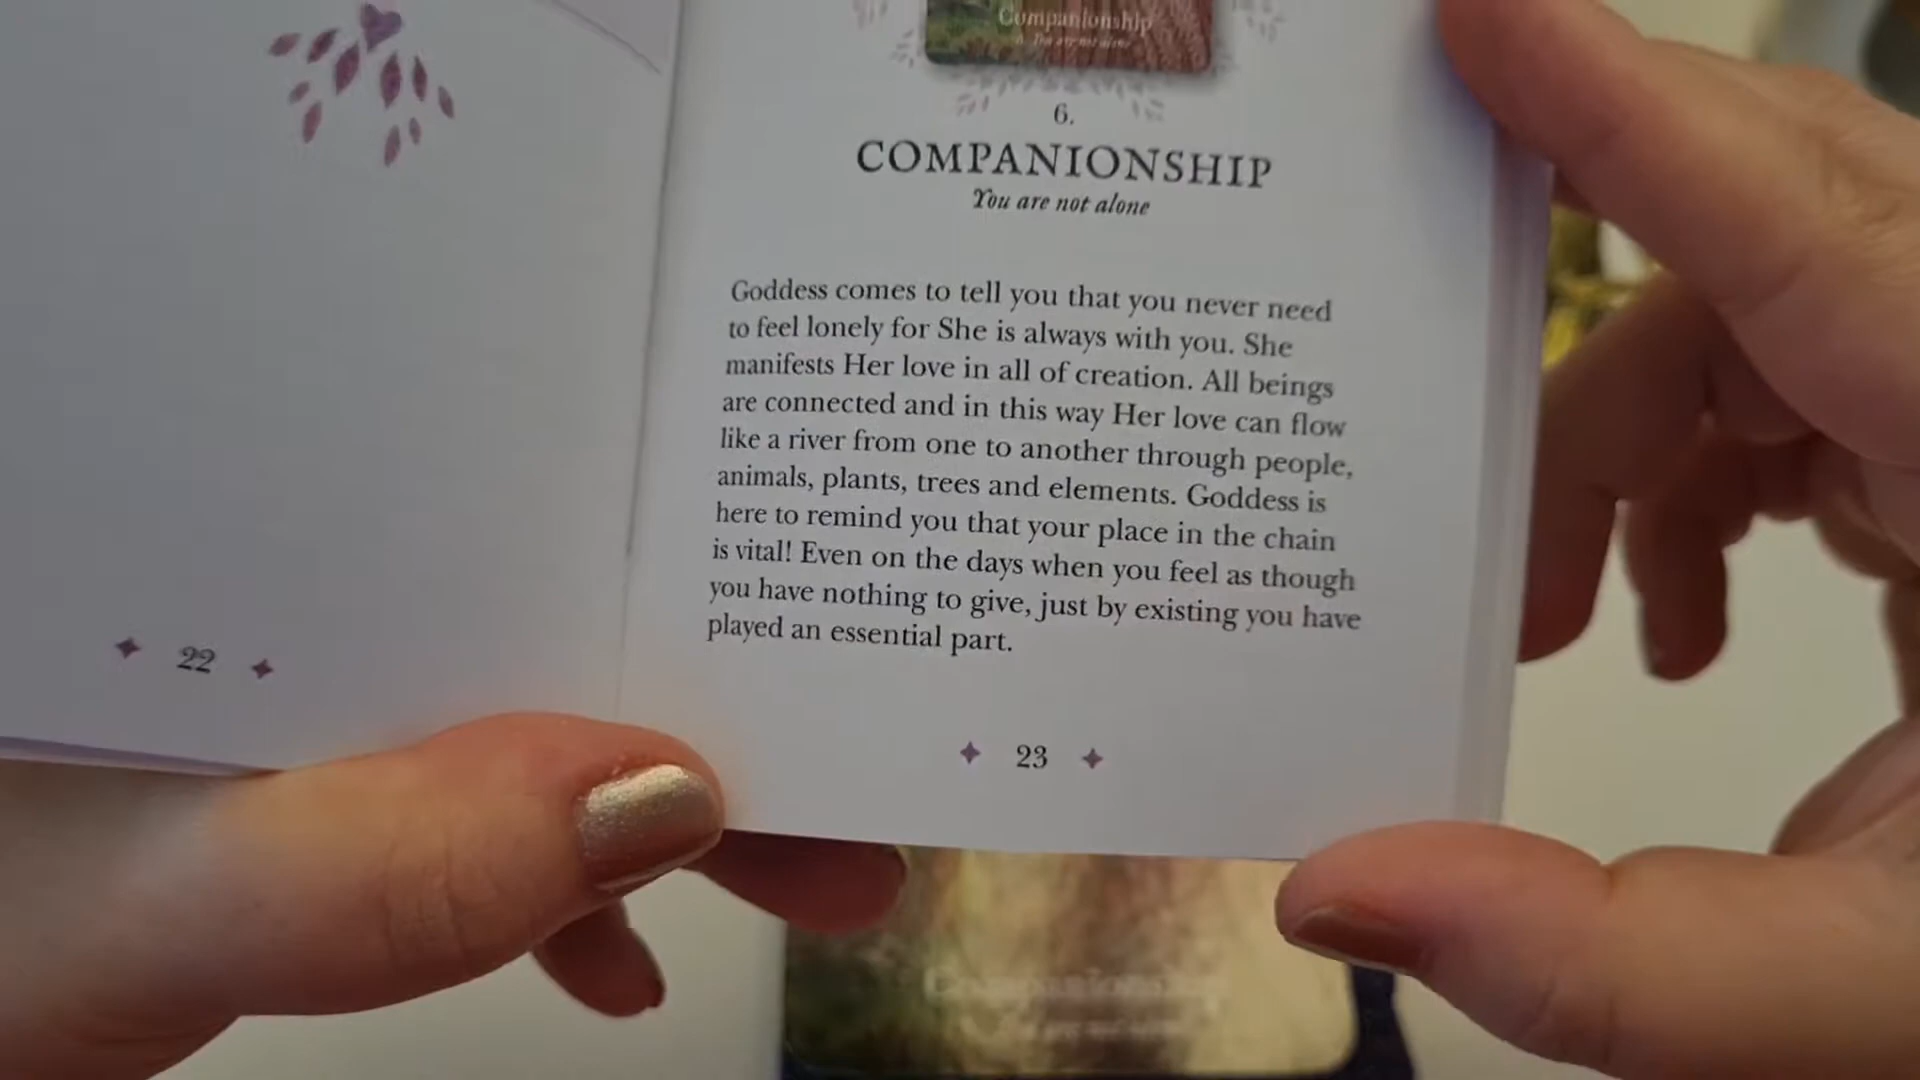 Companionship
You are not alone
6.
COMPANIONSHIP
You are not alone
Goddess comes to tell you that you never need
to feel lonely for She is always with you. She
manifests Her love in all of creation. All beings
are connected and in this way Her love can flow
like a river from one to another through people,
animals, plants, trees and elements. Goddess is
here to remind you that your place in the chain
is vital! Even on the days when you feel as though
you have nothing to give, just by existing you have
played an essential part.
22
23
Companionship